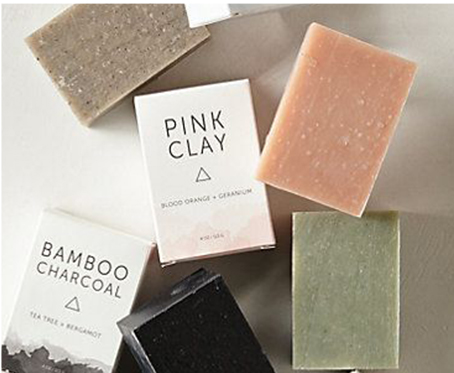 PINK
CLAY
BLOOD ORANGE + GERANIUM
BAMBOO
CHARCOAL
TEA TREE + BERGAMOT